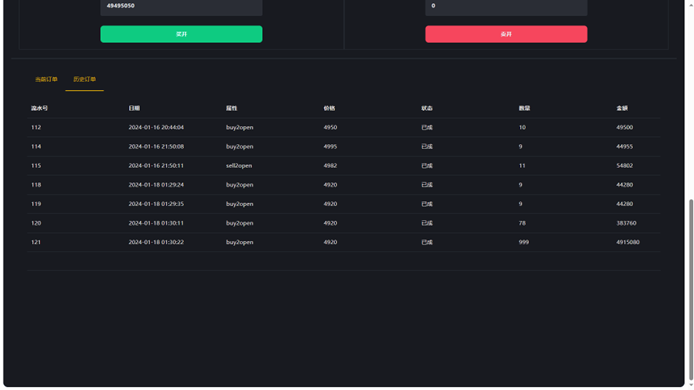 49495050 0
买开 卖开
当前订单 历史订单
流水号 日期 属性 价格 状态 数量 金额
112 2024-01-16 20:44:04 buy2open 4950 已成 10 49500
114 2024-01-16 21:50:08 buy2open 4995 已成 9 44955
115 2024-01-16 21:50:11 sell2open 4982 已成 11 54802
118 2024-01-18 01:29:24 buy2open 4920 已成 9 44280
119 2024-01-18 01:29:35 buy2open 4920 已成 9 44280
120 2024-01-18 01:30:11 buy2open 4920 已成 78 383760
121 2024-01-18 01:30:22 buy2open 4920 已成 999 4915080